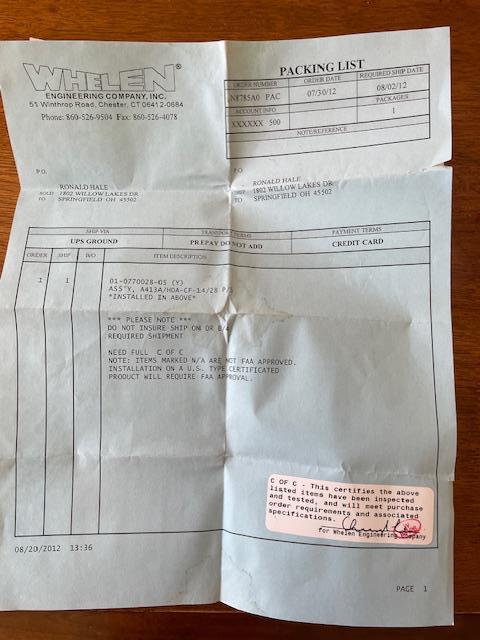 WHELEN®
ENGINEERING COMPANY, INC.
51 Winthrop Road, Chester, CT 06412-0684
Phone: 860-526-9504 Fax: 860-526-4078
PACKING LIST
ORDER NUMBER ORDER DATE REQUIRED SHIP DATE
N8785A0 PAC 07/30/12 08/02/12
ACCOUNT INFO PACKAGES
XXXXXX 500 1
NOTE/REFERENCE
P.O. P.O.
RONALD HALE RONALD HALE
SOLD 1802 WILLOW LAKES DR SHIP 1802 WILLOW LAKES DR
TO SPRINGFIELD OH 45502 TO SPRINGFIELD OH 45502
SHIP VIA TRANSPORT TERMS PAYMENT TERMS
UPS GROUND PREPAY DO NOT ADD CREDIT CARD
ORDER SHIP B/O ITEM DESCRIPTION
1 1 01-0770028-05 (Y)
ASS'Y, A413A/HDA-CF-14/28
*INSTALLED IN ABOVE*
*** PLEASE NOTE ***
DO NOT INSURE SHIP ON OR B/4
REQUIRED SHIPMENT
NEED FULL C OF C
NOTE: ITEMS MARKED N/A ARE NOT FAA APPROVED.
INSTALLATION ON A U.S. TYPE CERTIFICATED
PRODUCT WILL REQUIRE FAA APPROVAL.
C OF C - This certifies the above
listed items have been inspected
and tested, and will meet purchase
order requirements and associated
specifications.
for Whelen Engineering Company
08/20/2012 13:36
PAGE 1